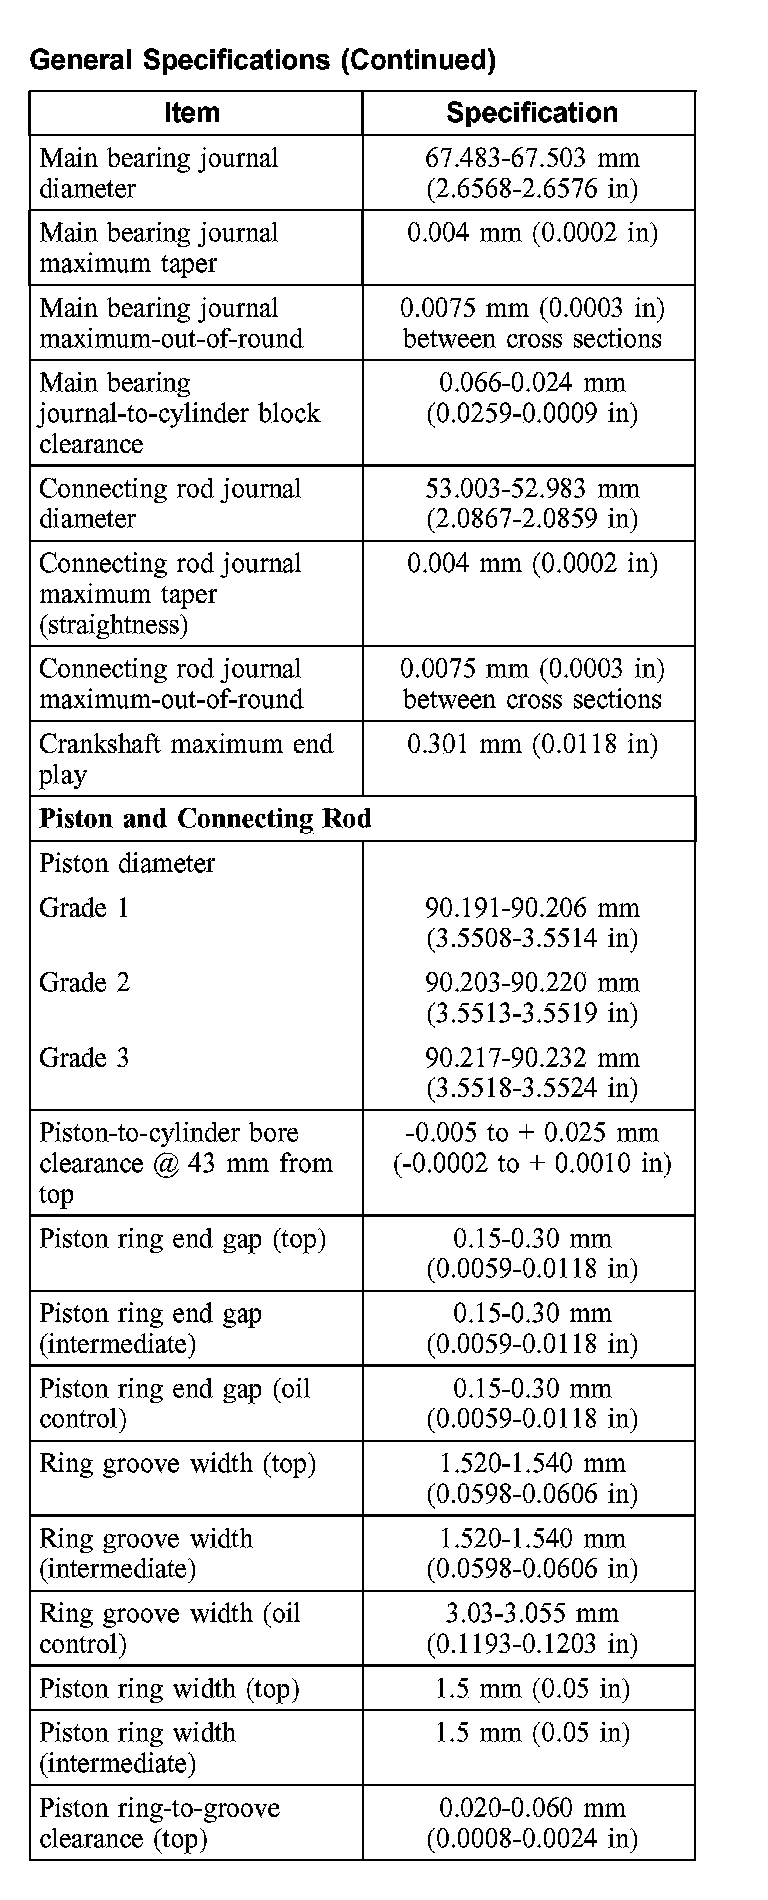 General Specifications (Continued)
Item Specification
Main bearing journal diameter 67.483-67.503 mm
(2.6568-2.6576 in)
Main bearing journal
maximum taper
0.004 mm (0.0002 in)
Main bearing journal
maximum-out-of-round
0.0075 mm (0.0003 in)
between cross sections
Main bearing
journal-to-cylinder block
clearance
0.066-0.024 mm
(0.0259-0.0009 in)
Connecting rod journal
diameter
53.003-52.983 mm
(2.0867-2.0859 in)
Connecting rod journal
maximum taper
(straightness)
0.004 mm (0.0002 in)
Connecting rod journal
maximum-out-of-round
0.0075 mm (0.0003 in)
between cross sections
Crankshaft maximum end
play
0.301 mm (0.0118 in)
Piston and Connecting Rod
Piston diameter
Grade 1
90.191-90.206 mm
(3.5508-3.5514 in)
Grade 2
90.203-90.220 mm
(3.5513-3.5519 in)
Grade 3
90.217-90.232 mm
(3.5518-3.5524 in)
Piston-to-cylinder bore
clearance @ 43 mm from
top
-0.005 to + 0.025 mm
(-0.0002 to + 0.0010 in)
Piston ring end gap (top)
0.15-0.30 mm
(0.0059-0.0118 in)
Piston ring end gap
(intermediate)
0.15-0.30 mm
(0.0059-0.0118 in)
Piston ring end gap (oil
control)
0.15-0.30 mm
(0.0059-0.0118 in)
Ring groove width (top)
1.520-1.540 mm
(0.0598-0.0606 in)
Ring groove width
(intermediate)
1.520-1.540 mm
(0.0598-0.0606 in)
Ring groove width (oil
control)
3.03-3.055 mm
(0.1193-0.1203 in)
Piston ring width (top)
1.5 mm (0.05 in)
Piston ring width
(intermediate)
1.5 mm (0.05 in)
Piston ring-to-groove
clearance (top)
0.020-0.060 mm
(0.0008-0.0024 in)